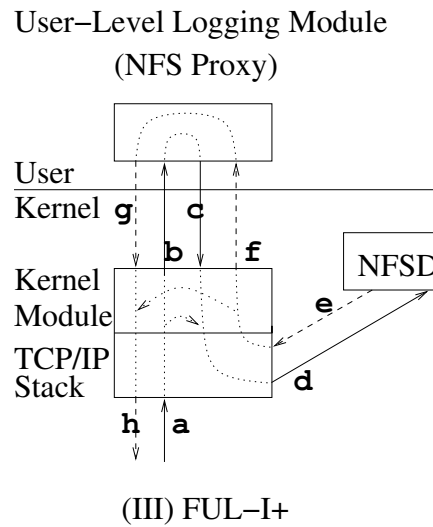 User−Level Logging Module
(NFS Proxy)
User
Kernel
g
c
b
f
Kernel
Module
NFSD
e
TCP/IP
Stack
d
h
a
(III) FUL−I+